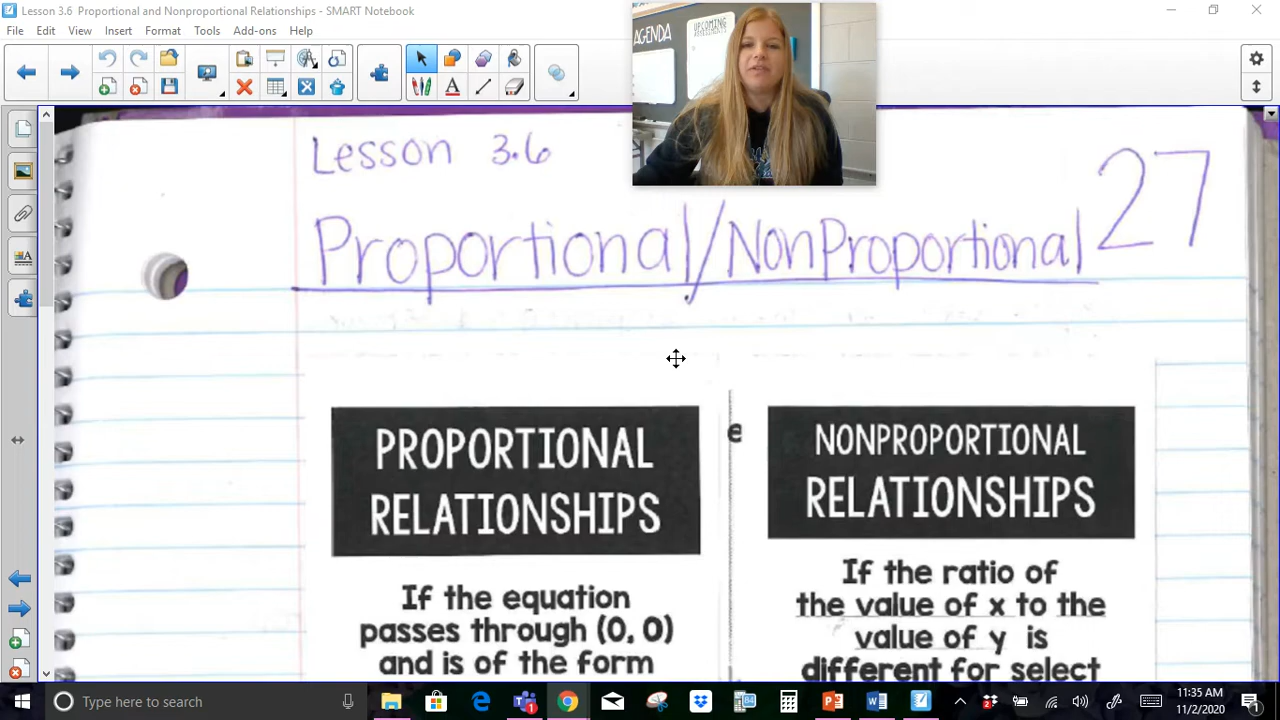 Lesson 3.6 Proportional and Nonproportional Relationships - SMART Notebook
File Edit View Insert Format Tools Add-ons Help
AGENDA
UPCOMING
Lesson 3.6
27
Proportional/NonProportional
PROPORTIONAL
RELATIONSHIPS
If the equation
passes through (0, 0)
and is of the form
e
NONPROPORTIONAL
RELATIONSHIPS
If the ratio of
the value of x to the
value of y is
different for select
Type here to search
11:35 AM
11/2/2020